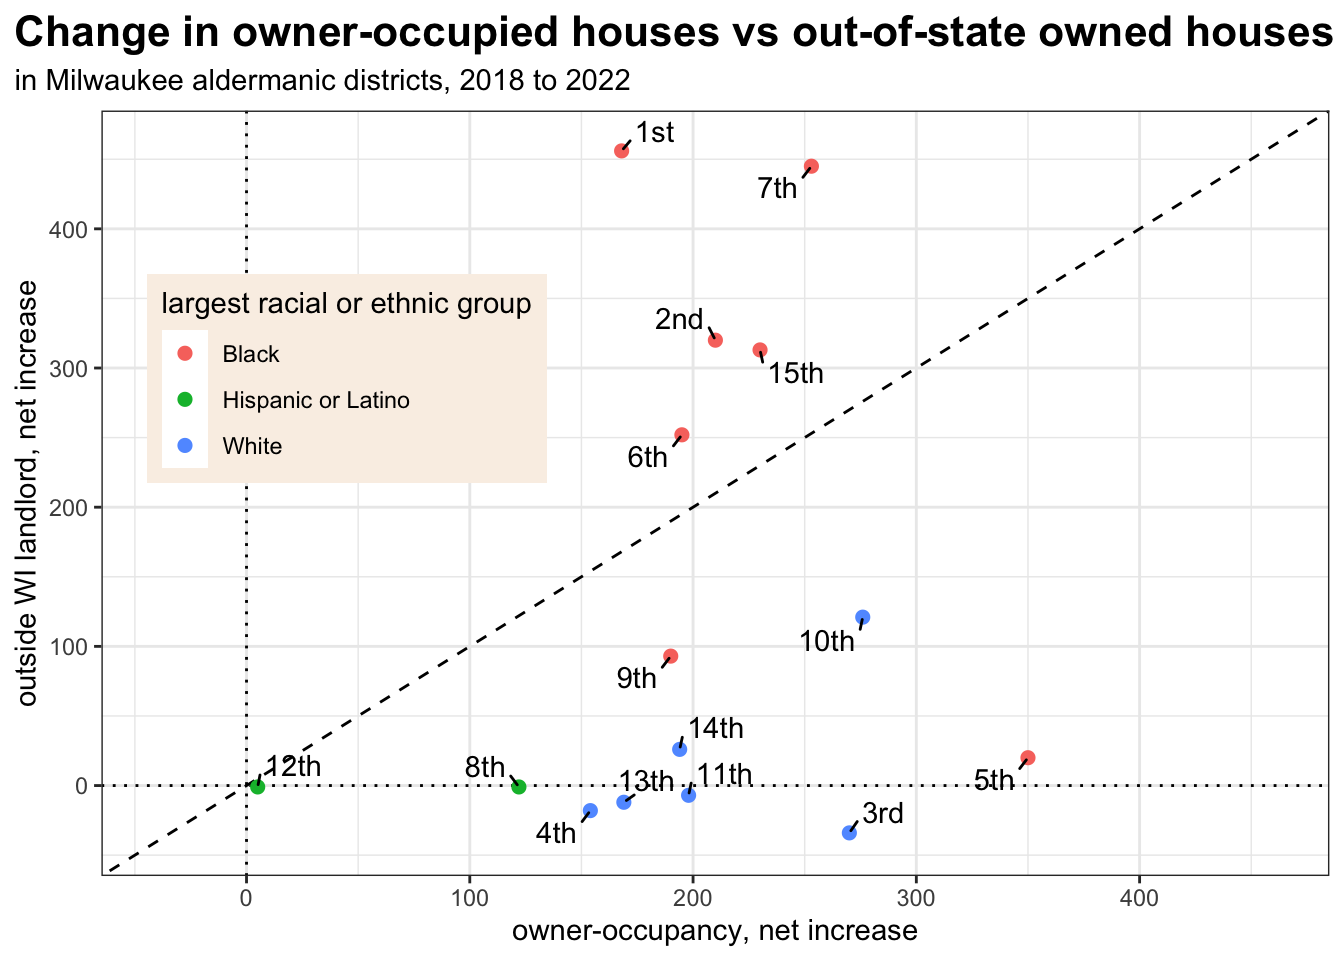 Change in owner-occupied houses vs out-of-state owned houses
in Milwaukee aldermanic districts, 2018 to 2022
1st
7th
400
largest racial or ethnic group
Black
Hispanic or Latino
White
2nd
15th
300
6th
200
outside WI landlord, net increase
10th
100
9th
14th
12th
8th
13th
11th
5th
0
4th
3rd
0
100
200
300
400
owner-occupancy, net increase